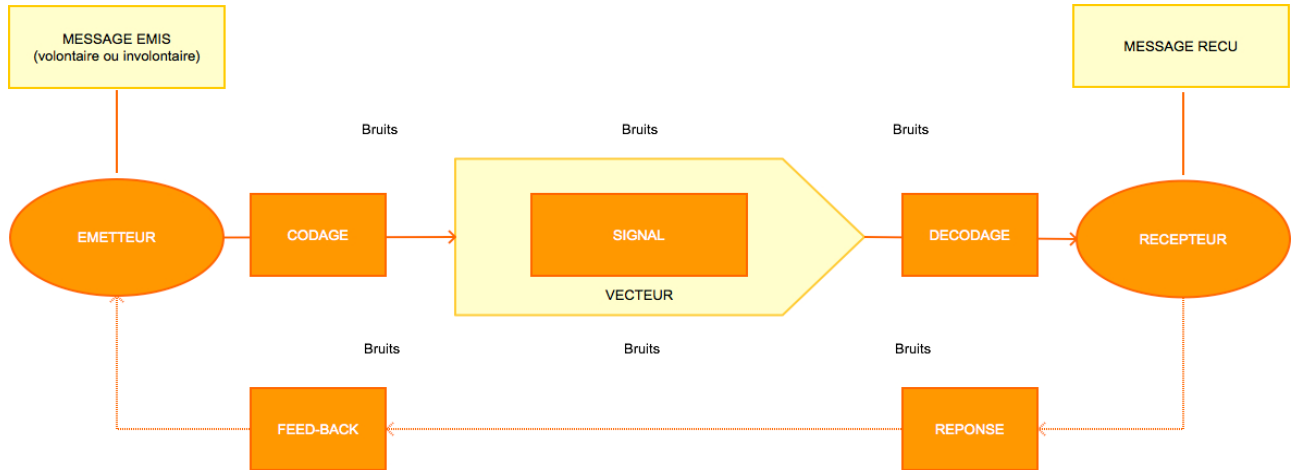 MESSAGE EMIS
(volontaire ou involontaire)
MESSAGE RECU
Bruits
Bruits
Bruits
EMETTEUR
CODAGE
SIGNAL
VECTEUR
DECODAGE
RECEPTEUR
Bruits
Bruits
Bruits
FEED-BACK
REPONSE